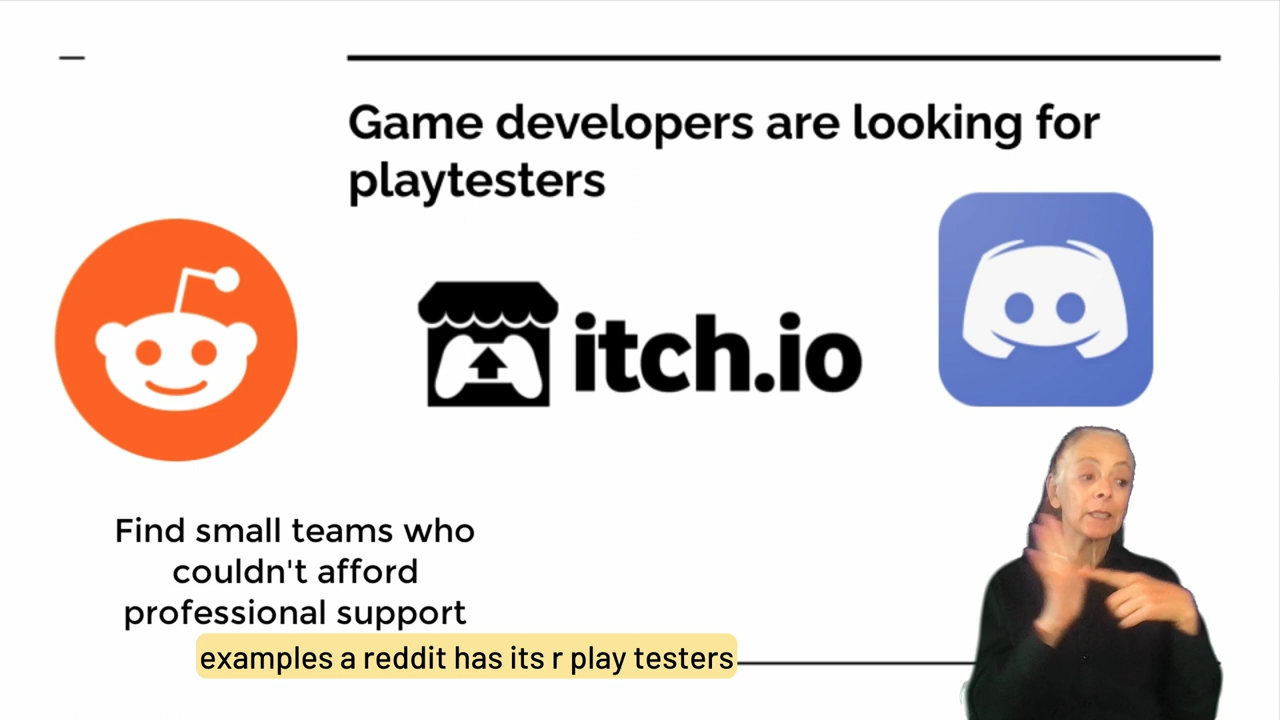 Game developers are looking for
playtesters
itch.io
Find small teams who
couldn't afford
professional support
examples a reddit has its r play testers